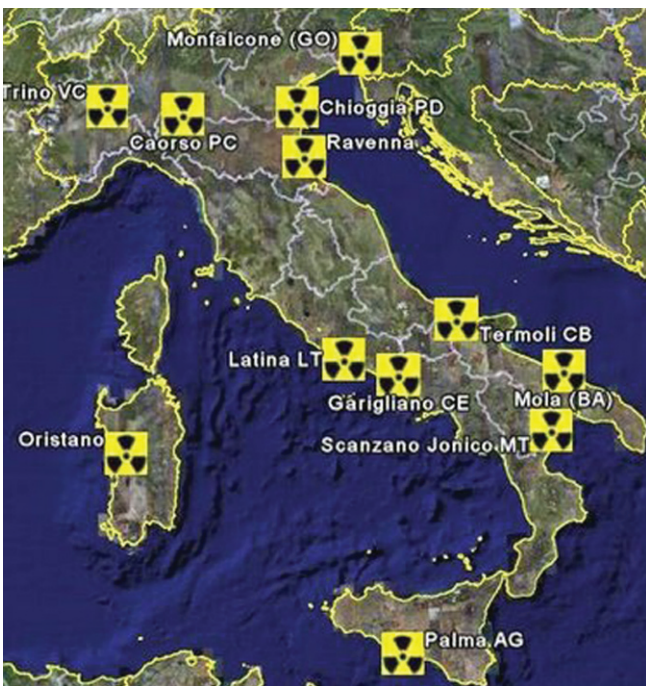 Monfalcone (GO)
Trino VC
Chioggia PD
Caorso PC
Ravenna
Termoli CB
Latina LT
Garigliano CE
Mola (BA)
Scanzano Jonico MT
Oristano
Palma AG